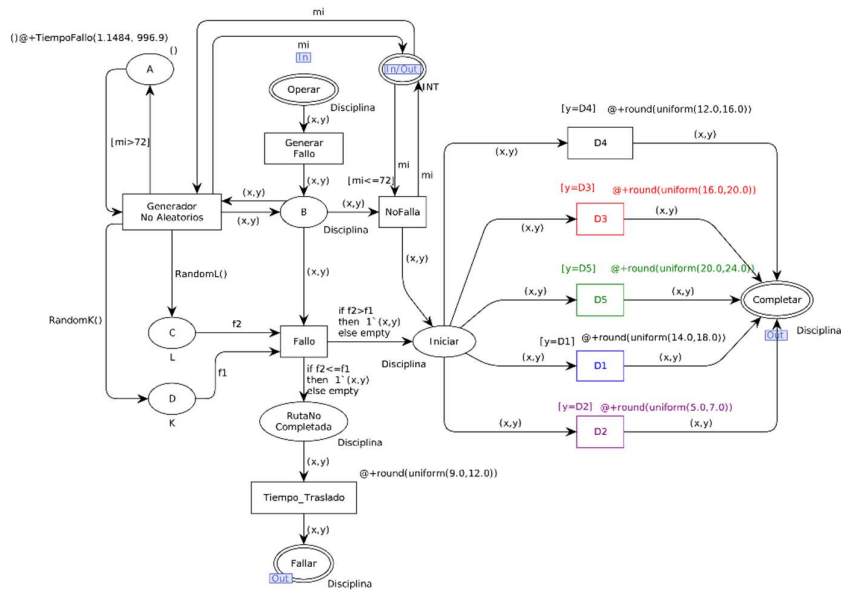 mi
()@+TiempoFallo(1.1484, 996.9)
()
A
mi
In
In/Out
INT
Operar
Disciplina
(x,y)
[mi>72]
Generar
Fallo
mi
mi
[mi<=72]
(x,y)
(x,y)
(x,y)
(x,y)
Generador
No Aleatorios
B
NoFalla
Disciplina
(x,y)
(x,y)
RandomL()
RandomK()
C
L
f2
Fallo
if f2>f1
then 1`(x,y)
else empty
Iniciar
Disciplina
D
K
f1
if f2<=f1
then 1`(x,y)
else empty
RutaNo
Completada
Disciplina
(x,y)
@+round(uniform(9.0,12.0))
Tiempo_Traslado
(x,y)
Fallar
Out
Disciplina
[y=D4] @+round(uniform(12.0,16.0))
(x,y)
D4
(x,y)
[y=D3] @+round(uniform(16.0,20.0))
(x,y)
D3
(x,y)
[y=D5] @+round(uniform(20.0,24.0))
(x,y)
D5
(x,y)
[y=D1] @+round(uniform(14.0,18.0))
(x,y)
D1
(x,y)
[y=D2] @+round(uniform(5.0,7.0))
(x,y)
D2
(x,y)
Completar
Out
Disciplina